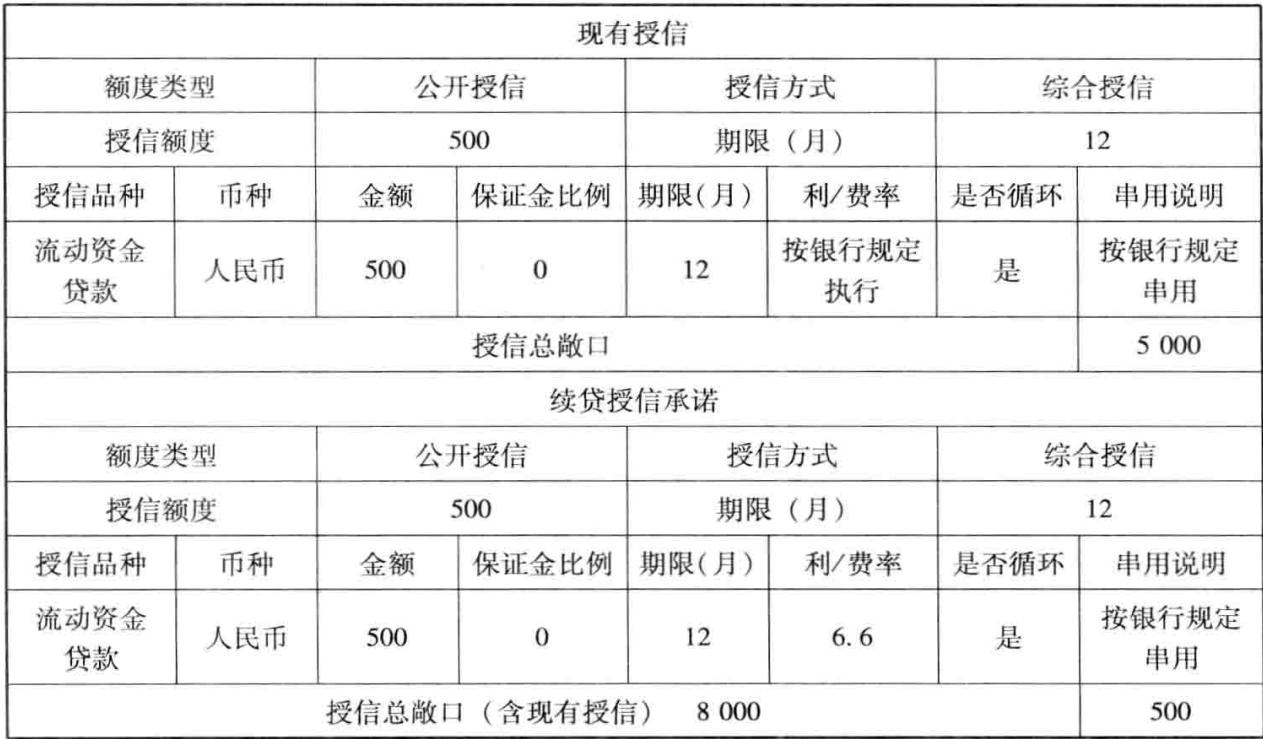 现有授信
额度类型 公开授信 授信方式 综合授信
授信额度 500 期限（月） 12
授信品种 币种 金额 保证金比例 期限(月) 利/费率 是否循环 串用说明
流动资金
贷款 人民币 500 0 12 按银行规定
执行 是 按银行规定
串用
授信总敞口 5 000
续贷授信承诺
额度类型 公开授信 授信方式 综合授信
授信额度 500 期限（月） 12
授信品种 币种 金额 保证金比例 期限(月) 利/费率 是否循环 串用说明
流动资金
贷款 人民币 500 0 12 6.6 是 按银行规定
串用
授信总敞口（含现有授信） 8 000 500